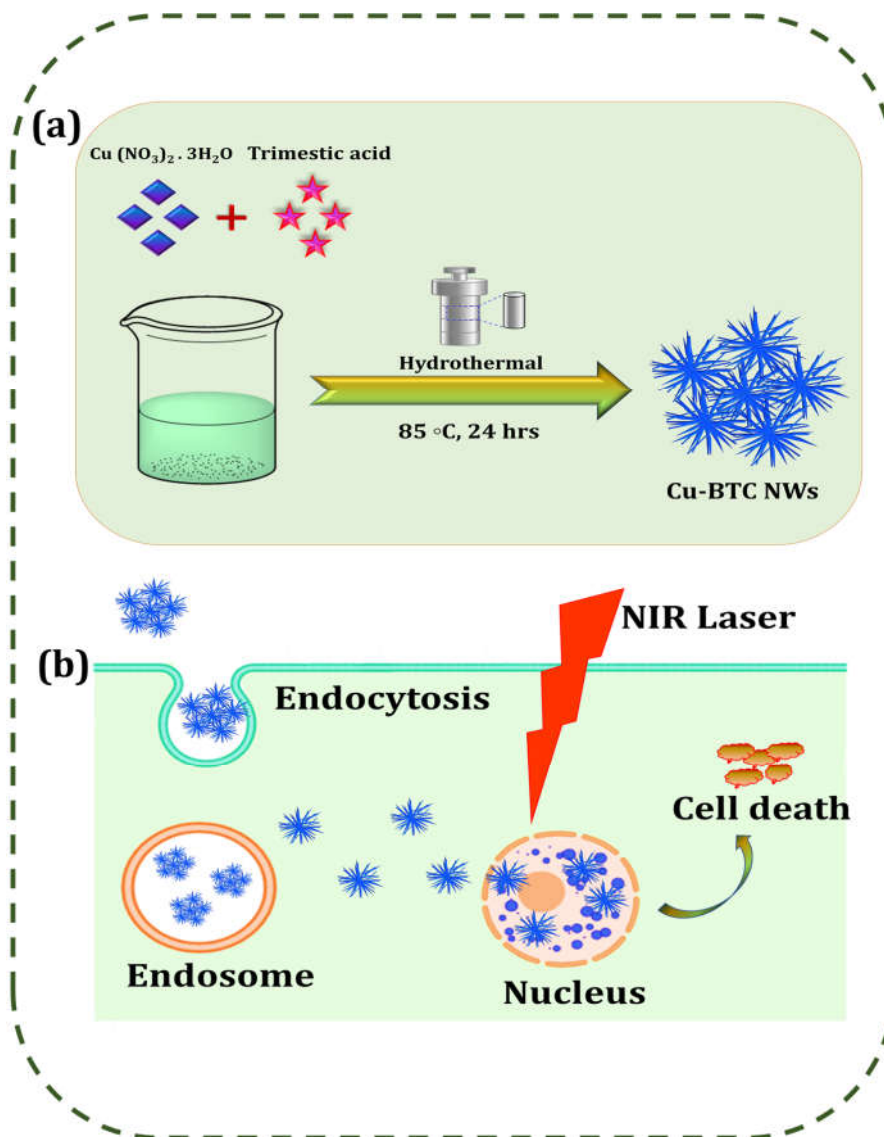 (a)
Cu (NO₃)₂ . 3H₂O Trimestic acid
Hydrothermal
85 ◦C, 24 hrs
Cu-BTC NWs
(b)
NIR Laser
Endocytosis
Cell death
Endosome
Nucleus